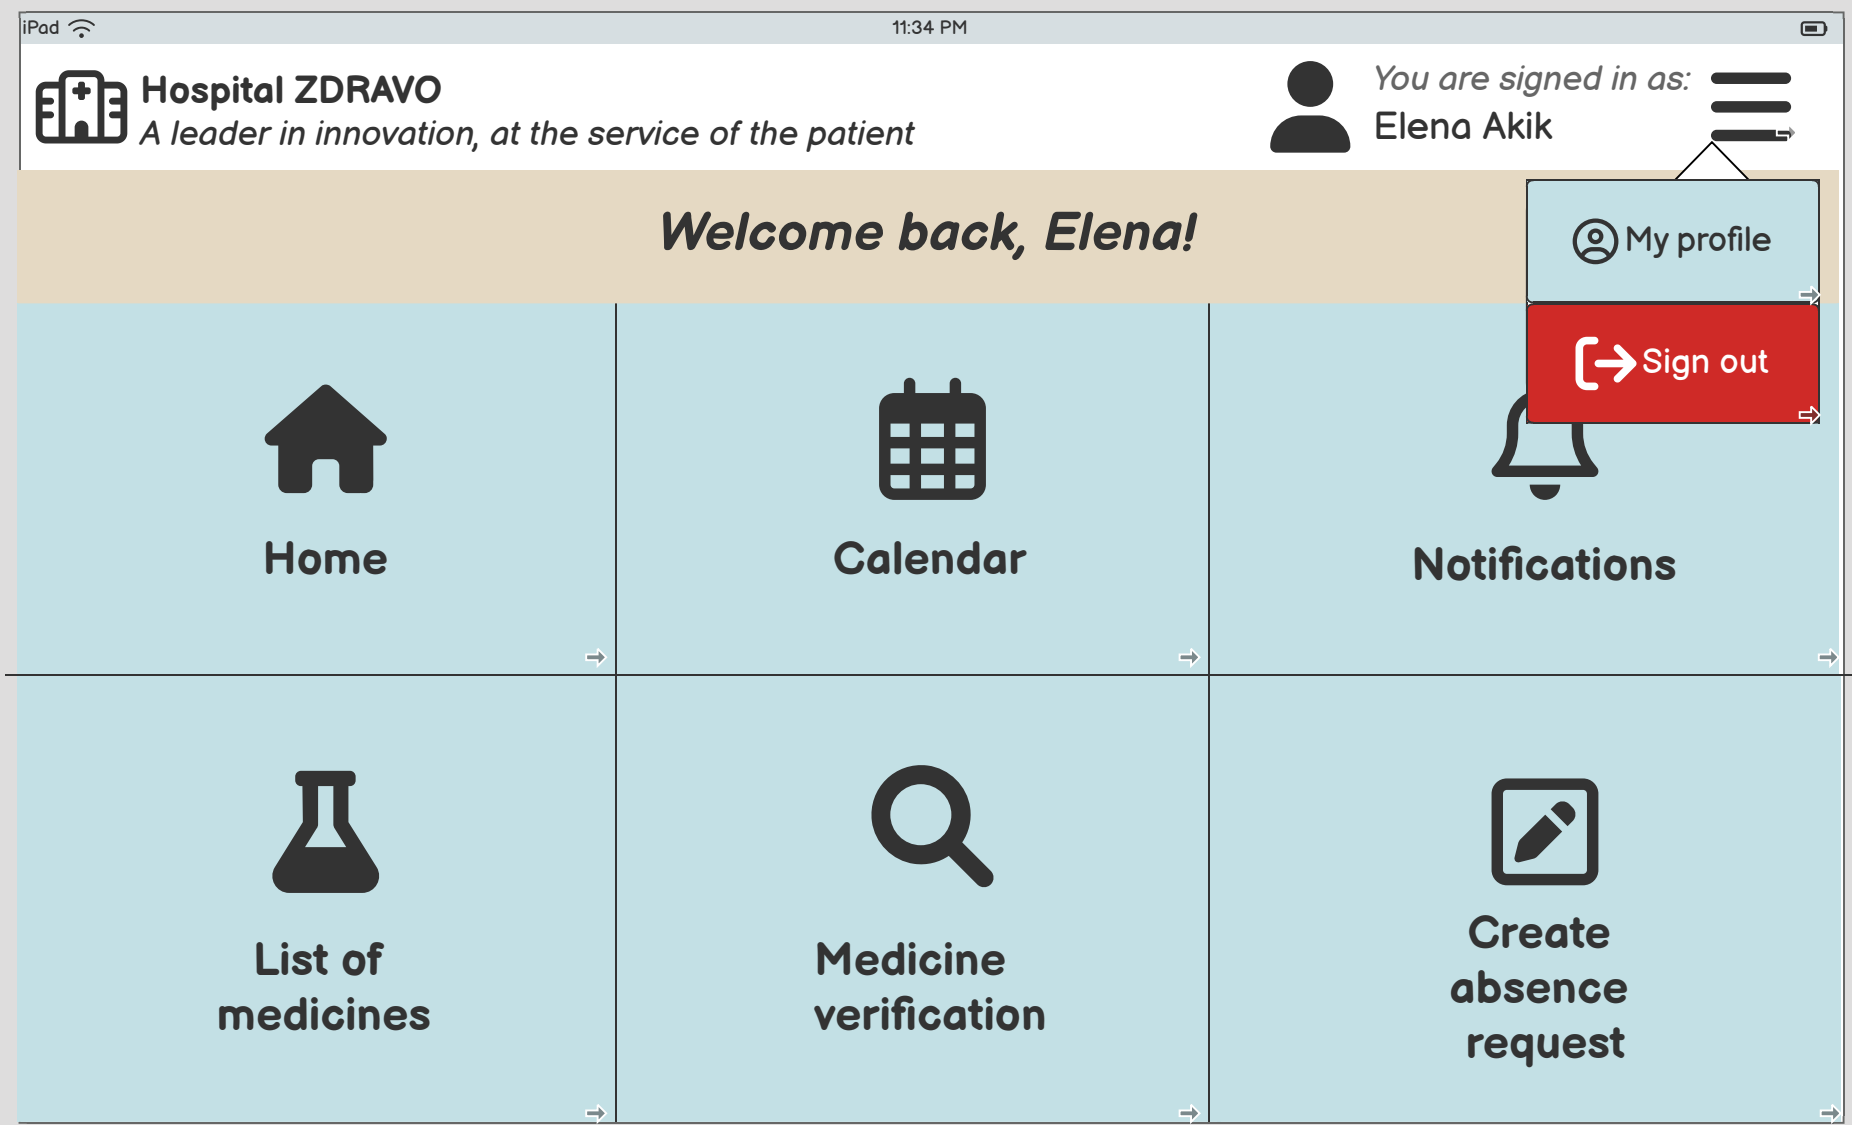 iPad
11:34 PM
Hospital ZDRAVO
A leader in innovation, at the service of the patient
You are signed in as:
Elena Akik
Welcome back, Elena!
My profile
Sign out
Home
Calendar
Notifications
List of
medicines
Medicine
verification
Create
absence
request